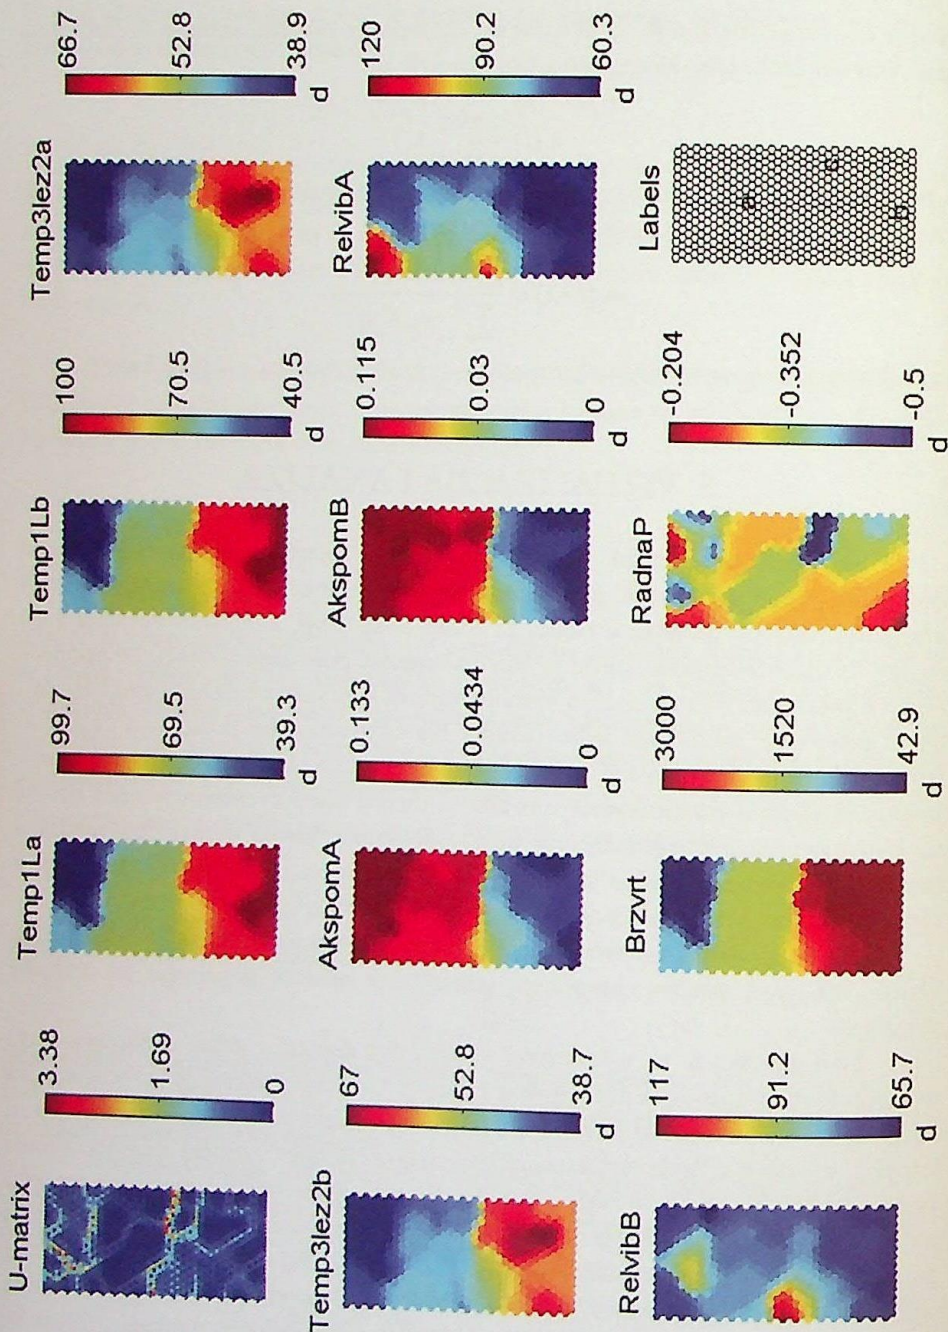 U-matrix
3.38
1.69
0
Temp1La
99.7
69.5
39.3
d
Temp1Lb
100
70.5
40.5
d
Temp3lez2a
66.7
52.8
38.9
d
Temp3lez2b
67
52.8
38.7
d
AkspomA
0.133
0.0434
0
d
AkspomB
0.115
0.03
0
d
RelvibA
120
90.2
60.3
d
RelvibB
117
91.2
65.7
d
Brzvrt
3000
1520
42.9
d
RadnaP
-0.204
-0.352
-0.5
d
Labels
a
b